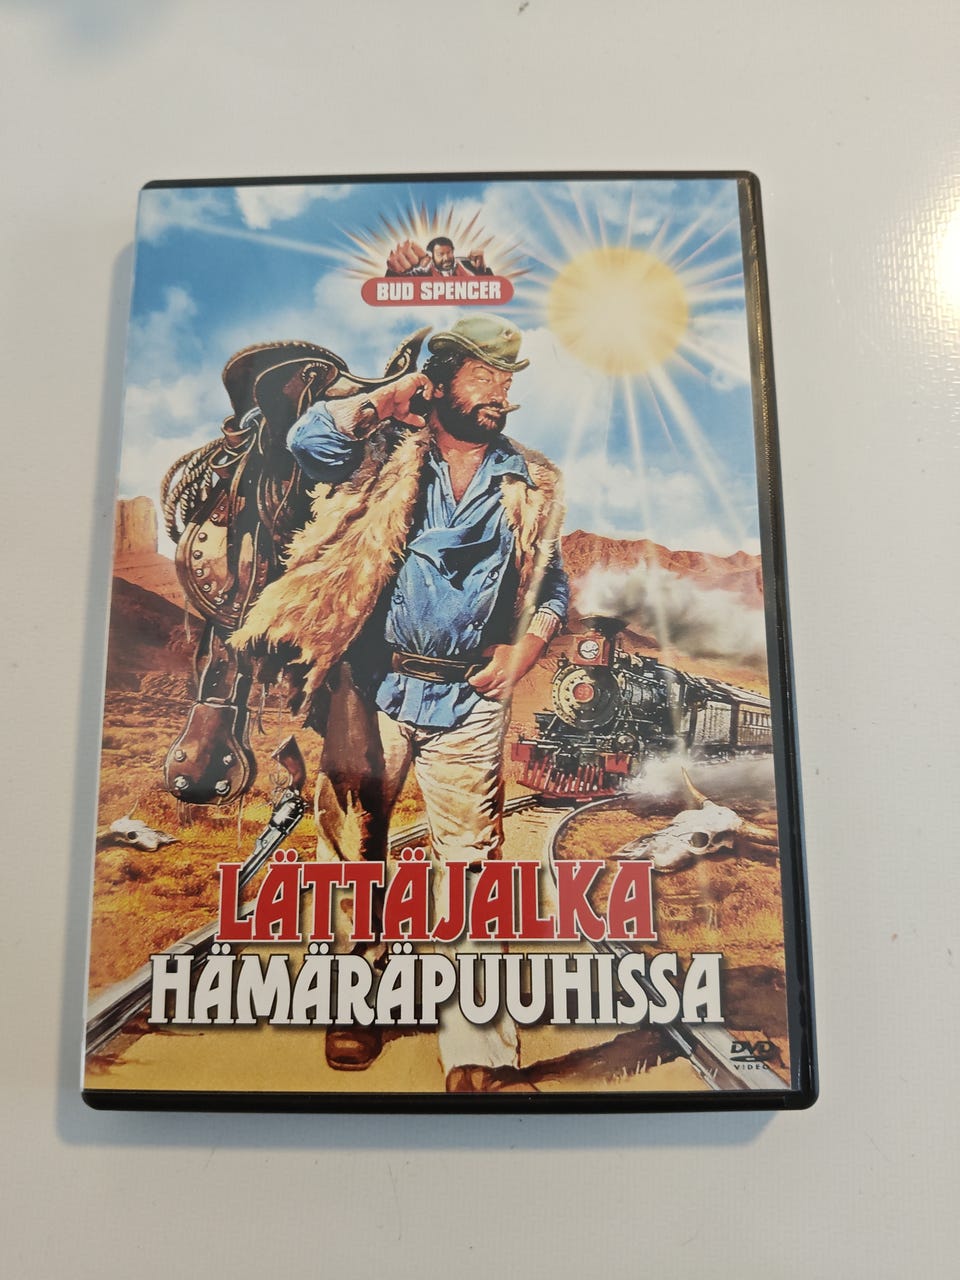 BUD SPENCER
LÄTTÄJALKA
HÄMÄRÄPUUHISSA
DVD
VIDEO